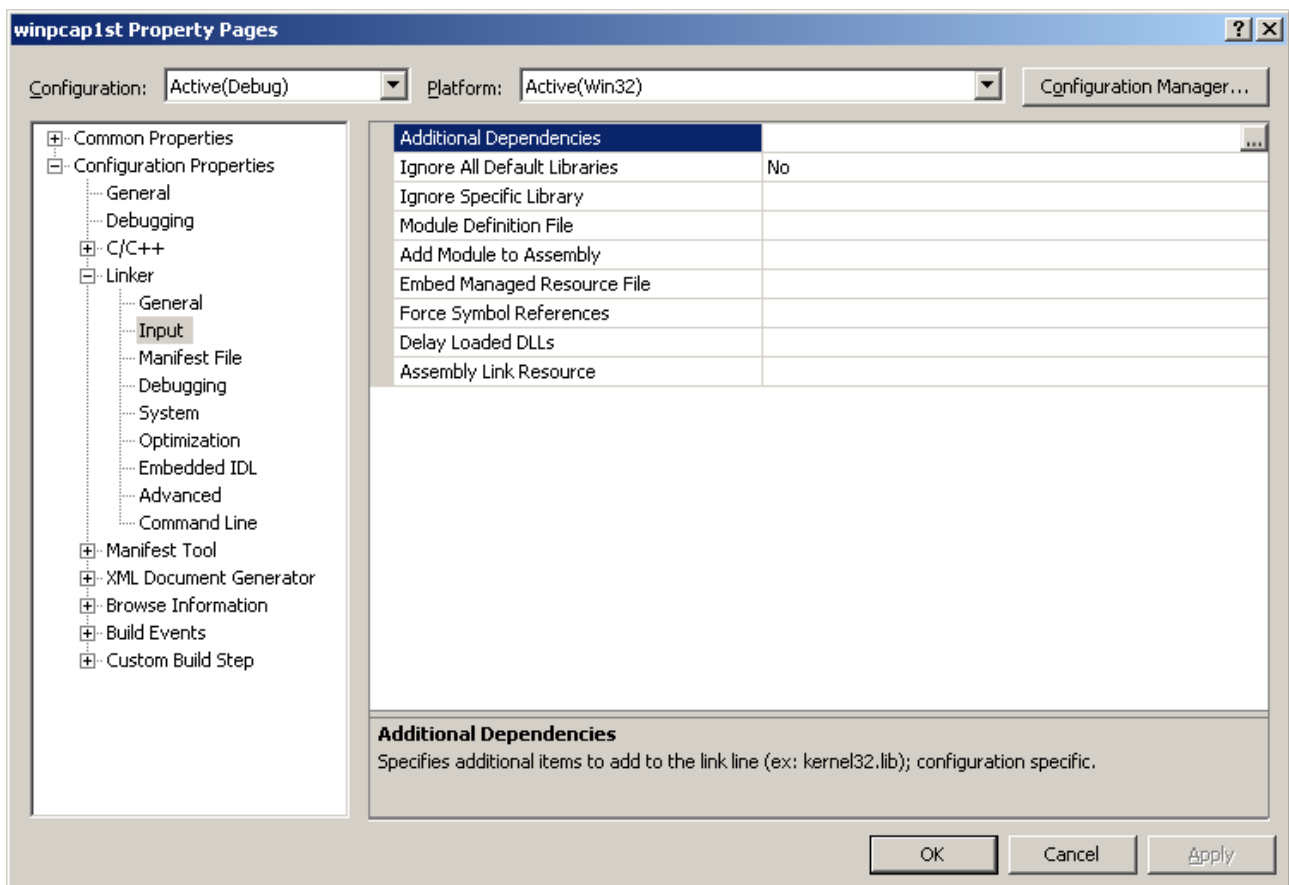 winpcap1st Property Pages
Configuration: Active(Debug) Platform: Active(Win32) Configuration Manager...
Common Properties
Configuration Properties
General
Debugging
C/C++
Linker
General
Input
Manifest File
Debugging
System
Optimization
Embedded IDL
Advanced
Command Line
Manifest Tool
XML Document Generator
Browse Information
Build Events
Custom Build Step
Additional Dependencies ...
Ignore All Default Libraries No
Ignore Specific Library
Module Definition File
Add Module to Assembly
Embed Managed Resource File
Force Symbol References
Delay Loaded DLLs
Assembly Link Resource
Additional Dependencies
Specifies additional items to add to the link line (ex: kernel32.lib); configuration specific.
OK Cancel Apply